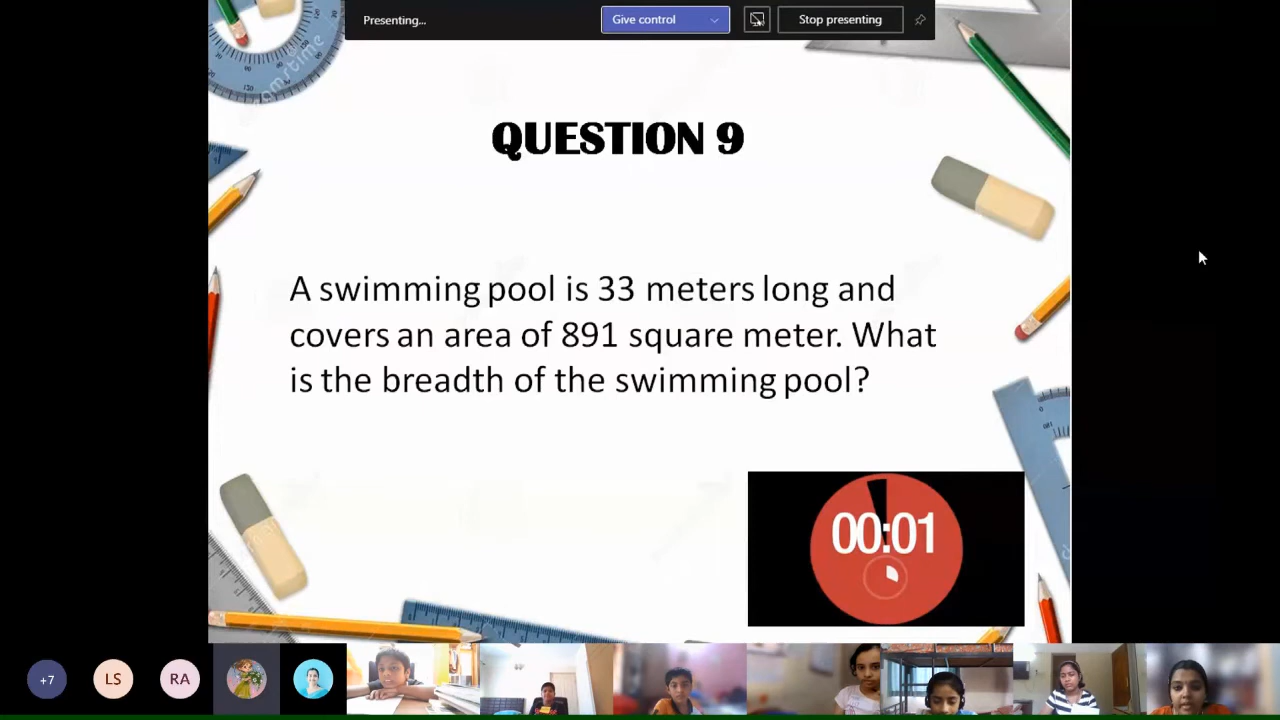 Presenting...
Give control
Stop presenting
QUESTION 9
A swimming pool is 33 meters long and
covers an area of 891 square meter. What
is the breadth of the swimming pool?
00:01
+7
LS
RA